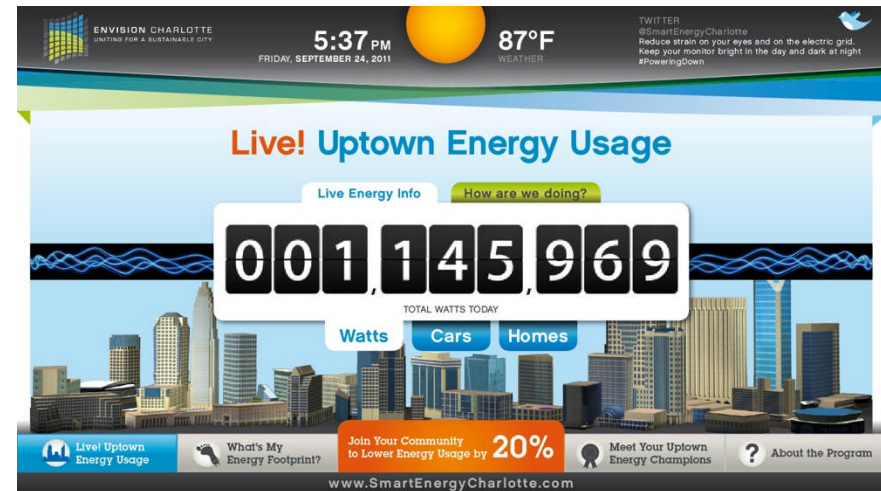 ENVISION CHARLOTTE
UNITING FOR A SUSTAINABLE CITY
5:37 PM
FRIDAY, SEPTEMBER 24, 2011
87°F
WEATHER
TWITTER
@SmartEnergyCharlotte
Reduce strain on your eyes and on the electric grid.
Keep your monitor bright in the day and dark at night
#PoweringDown
Live! Uptown Energy Usage
Live Energy Info
How are we doing?
001,145,969
TOTAL WATTS TODAY
Watts
Cars
Homes
Live! Uptown
Energy Usage
What's My
Energy Footprint?
Join Your Community
to Lower Energy Usage by 20%
Meet Your Uptown
Energy Champions
?
About the Program
www.SmartEnergyCharlotte.com